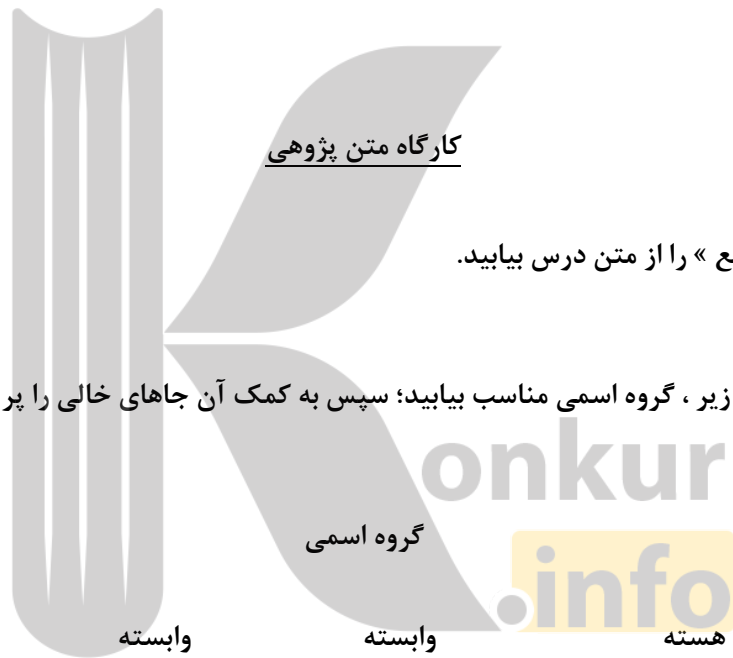 کارگاه متن پژوهی
ع » را از متن درس بیابید.
زیر ، گروه اسمی مناسب بیابید؛ سپس به کمک آن جاهای خالی را پر
onkur
گروه اسمی
.info
هسته وابسته وابسته